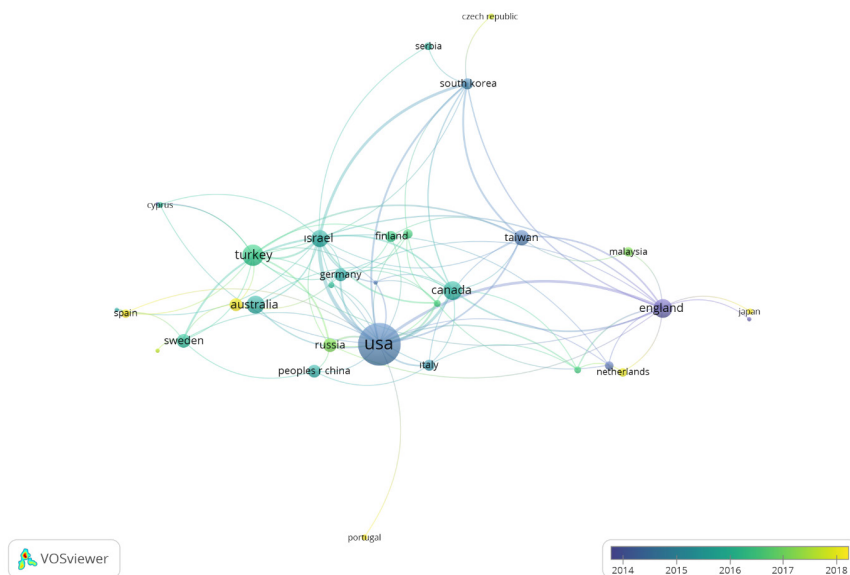 czech republic
serbia
south korea
cyprus
israel
finland
taiwan
turkey
malaysia
germany
canada
australia
england
spain
japan
sweden
russia
usa
peoples r china
italy
netherlands
portugal
VOSviewer
2014 2015 2016 2017 2018